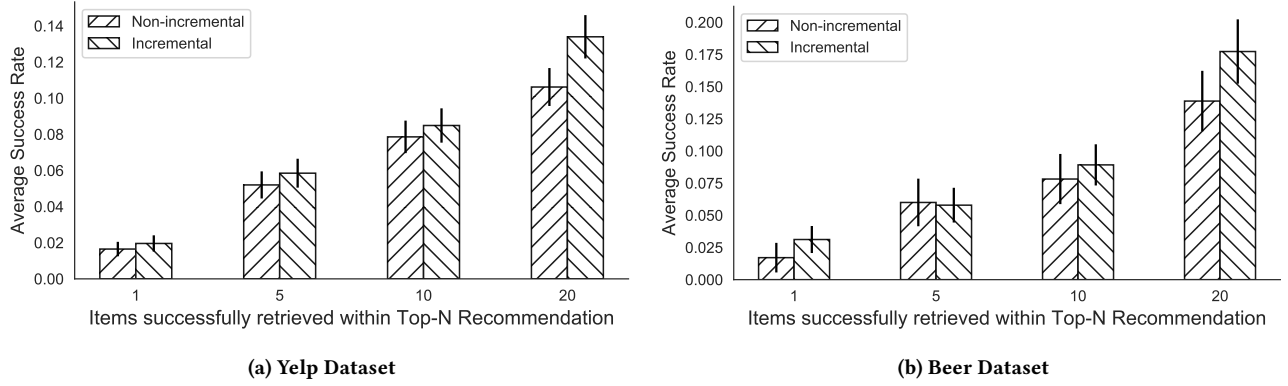 Average Success Rate
0.14
0.12
0.10
0.08
0.06
0.04
0.02
0.00
Non-incremental
Incremental
1 5 10 20
Items successfully retrieved within Top-N Recommendation
(a) Yelp Dataset
Average Success Rate
0.200
0.175
0.150
0.125
0.100
0.075
0.050
0.025
0.000
Non-incremental
Incremental
1 5 10 20
Items successfully retrieved within Top-N Recommendation
(b) Beer Dataset